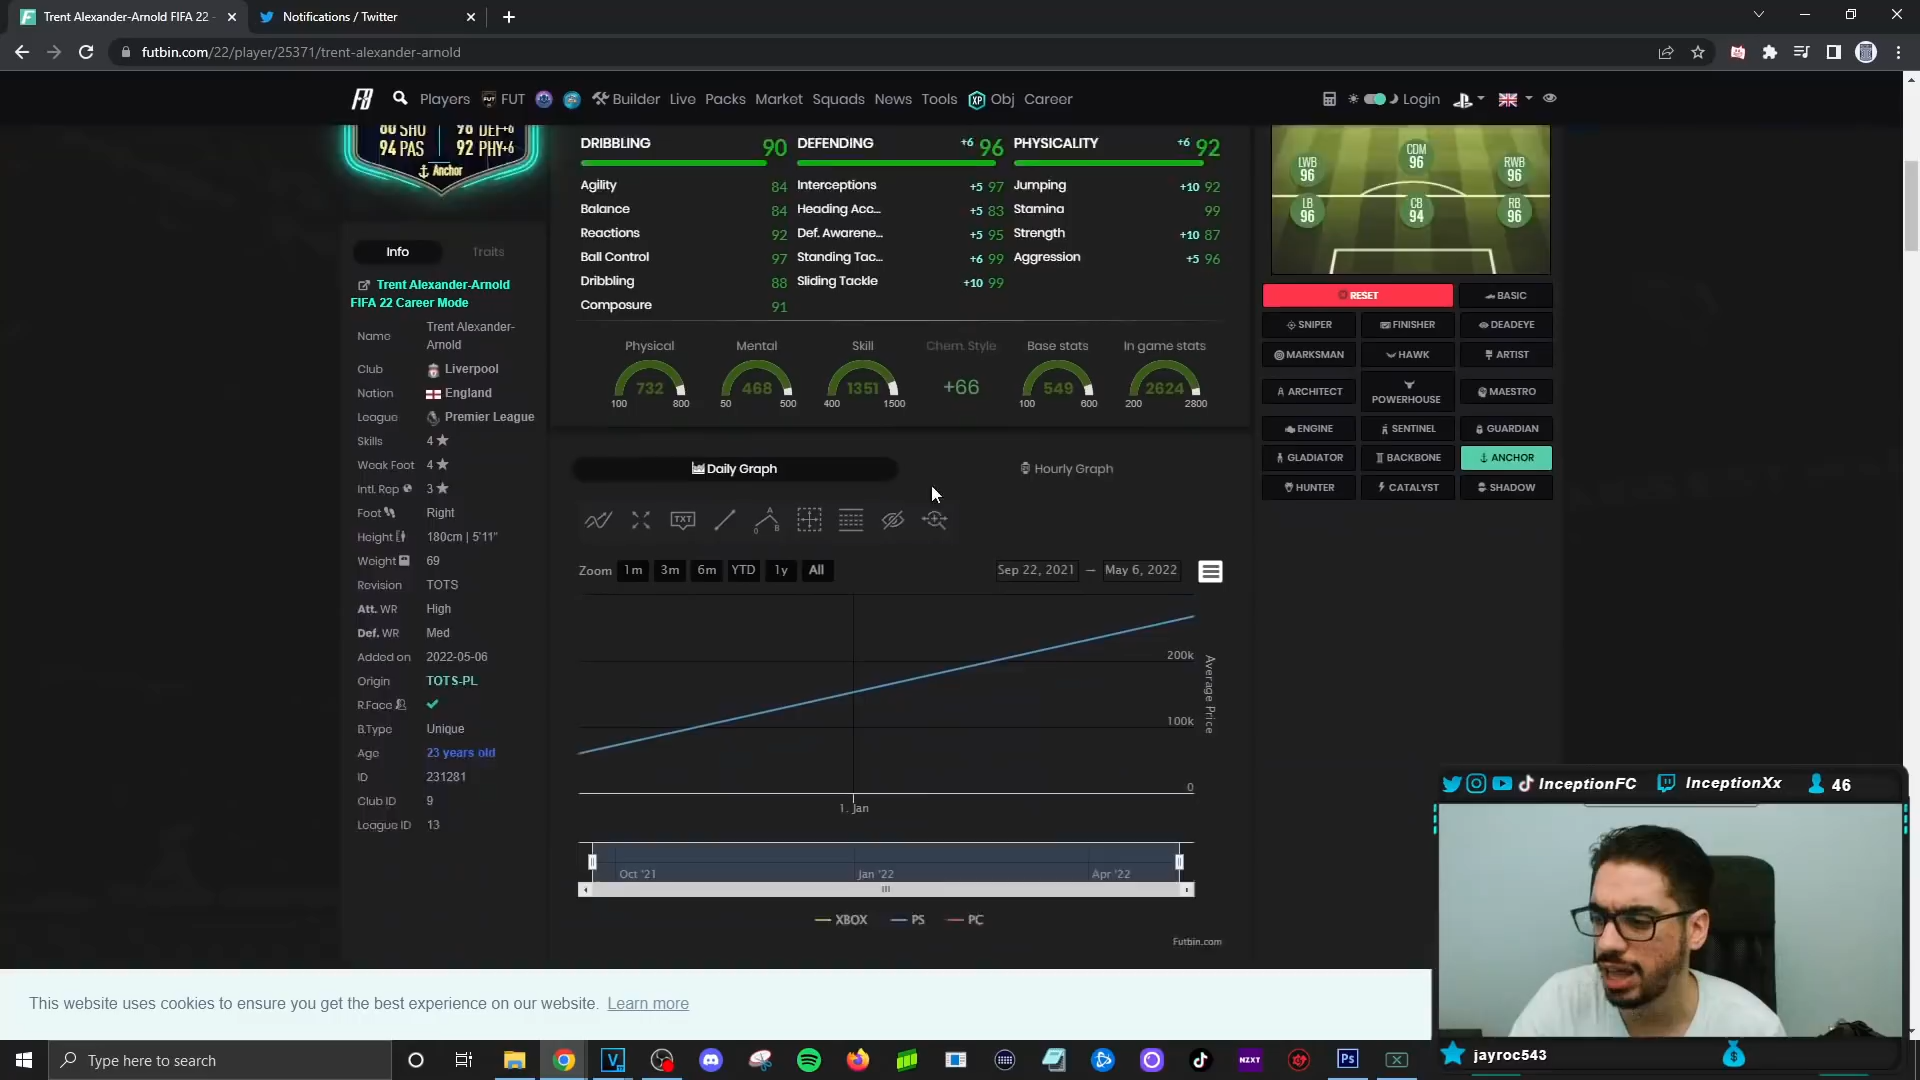 Trent Alexander-Arnold FIFA 22 -
Notifications / Twitter
futbin.com/22/player/25371/trent-alexander-arnold
Players FUT Builder Live Packs Market Squads News Tools XP Obj Career Login
94 PAS 92 PHY+6
Anchor
DRIBBLING 90 DEFENDING +6 96 PHYSICALITY +6 92
Agility 84 Interceptions +5 97 Jumping +10 92
Balance 84 Heading Acc... +5 83 Stamina 99
Reactions 92 Def. Awarene... +5 95 Strength +10 87
Ball Control 97 Standing Tac... +6 99 Aggression +5 96
Dribbling 88 Sliding Tackle +10 99
Composure 91
LWB 96 CDM 96 RWB 96
LB 96 CB 94 RB 96
Info Traits
Trent Alexander-Arnold
FIFA 22 Career Mode
Name Trent Alexander-
Arnold
Club Liverpool
Nation England
League Premier League
Skills 4
Weak Foot 4
Intl. Rep 3
Foot Right
Height 180cm | 5'11"
Weight 69
Revision TOTS
Att. WR High
Def. WR Med
Added on 2022-05-06
Origin TOTS-PL
R.Face
B.Type Unique
Age 23 years old
ID 231281
Club ID 9
League ID 13
Physical Mental Skill Chem. Style Base stats In game stats
732 468 1351 +66 549 2624
100 800 50 500 400 1500 100 600 200 2800
RESET BASIC
SNIPER FINISHER DEADEYE
MARKSMAN HAWK ARTIST
ARCHITECT POWERHOUSE MAESTRO
ENGINE SENTINEL GUARDIAN
GLADIATOR BACKBONE ANCHOR
HUNTER CATALYST SHADOW
Daily Graph Hourly Graph
TXT
Zoom 1m 3m 6m YTD 1y All Sep 22, 2021 – May 6, 2022
200k
100k
0
Average Price
1. Jan
Oct '21 Jan '22 Apr '22
XBOX PS PC
Futbin.com
InceptionFC InceptionXx 46
jayroc543
This website uses cookies to ensure you get the best experience on our website. Learn more
Type here to search
NZXT
Ps